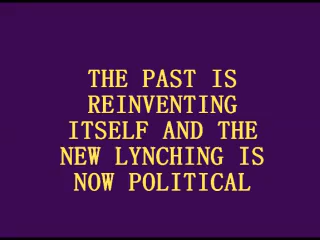 THE PAST IS
REINVENTING
ITSELF AND THE
NEW LYNCHING IS
NOW POLITICAL